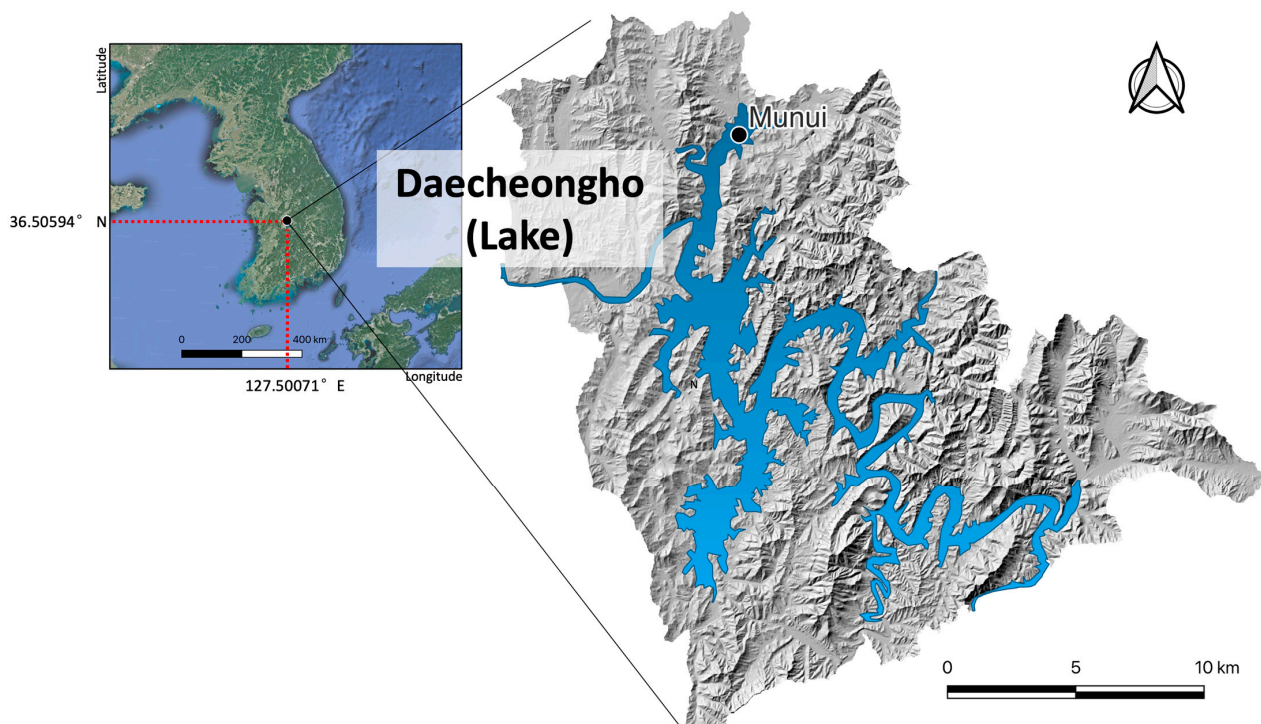 Latitude
36.50594° N
0 200 400 km
Longitude
127.50071° E
Daecheongho
(Lake)
Munui
N
0 5 10 km